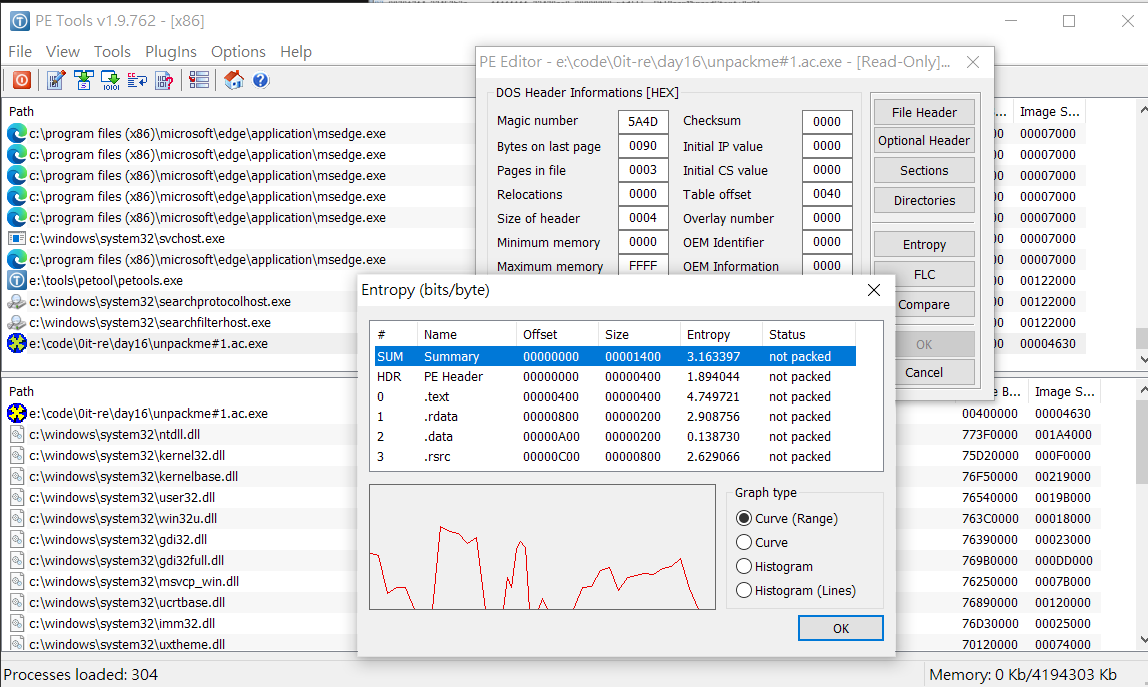 PE Tools v1.9.762 - [x86]
File View Tools PlugIns Options Help
Path
... Image S...
c:\program files (x86)\microsoft\edge\application\msedge.exe
00007000
c:\program files (x86)\microsoft\edge\application\msedge.exe
00007000
c:\program files (x86)\microsoft\edge\application\msedge.exe
00007000
c:\program files (x86)\microsoft\edge\application\msedge.exe
00007000
c:\program files (x86)\microsoft\edge\application\msedge.exe
00007000
c:\windows\system32\svchost.exe
00007000
c:\program files (x86)\microsoft\edge\application\msedge.exe
00007000
e:\tools\petool\petools.exe
00122000
c:\windows\system32\searchprotocolhost.exe
00122000
c:\windows\system32\searchfilterhost.exe
00122000
e:\code\0it-re\day16\unpackme#1.ac.exe
00004630
PE Editor - e:\code\0it-re\day16\unpackme#1.ac.exe - [Read-Only]...
DOS Header Informations [HEX]
Magic number 5A4D Checksum 0000
Bytes on last page 0090 Initial IP value 0000
Pages in file 0003 Initial CS value 0000
Relocations 0000 Table offset 0040
Size of header 0004 Overlay number 0000
Minimum memory 0000 OEM Identifier 0000
Maximum memory FFFF OEM Information 0000
File Header
Optional Header
Sections
Directories
Entropy
FLC
Compare
OK
Cancel
Entropy (bits/byte)
# Name Offset Size Entropy Status
SUM Summary 00000000 00001400 3.163397 not packed
HDR PE Header 00000000 00000400 1.894044 not packed
0 .text 00000400 00000400 4.749721 not packed
1 .rdata 00000800 00000200 2.908756 not packed
2 .data 00000A00 00000200 0.138730 not packed
3 .rsrc 00000C00 00000800 2.629066 not packed
Graph type
Curve (Range)
Curve
Histogram
Histogram (Lines)
OK
Path
B... Image S...
e:\code\0it-re\day16\unpackme#1.ac.exe 00400000 00004630
c:\windows\system32\ntdll.dll 773F0000 001A4000
c:\windows\system32\kernel32.dll 75D20000 000F0000
c:\windows\system32\kernelbase.dll 76F50000 00219000
c:\windows\system32\user32.dll 76540000 0019B000
c:\windows\system32\win32u.dll 763C0000 00018000
c:\windows\system32\gdi32.dll 76390000 00023000
c:\windows\system32\gdi32full.dll 769B0000 000DD000
c:\windows\system32\msvcp_win.dll 76250000 0007B000
c:\windows\system32\ucrtbase.dll 76890000 00120000
c:\windows\system32\imm32.dll 76D30000 00025000
c:\windows\system32\uxtheme.dll 70120000 00074000
Processes loaded: 304
Memory: 0 Kb/4194303 Kb